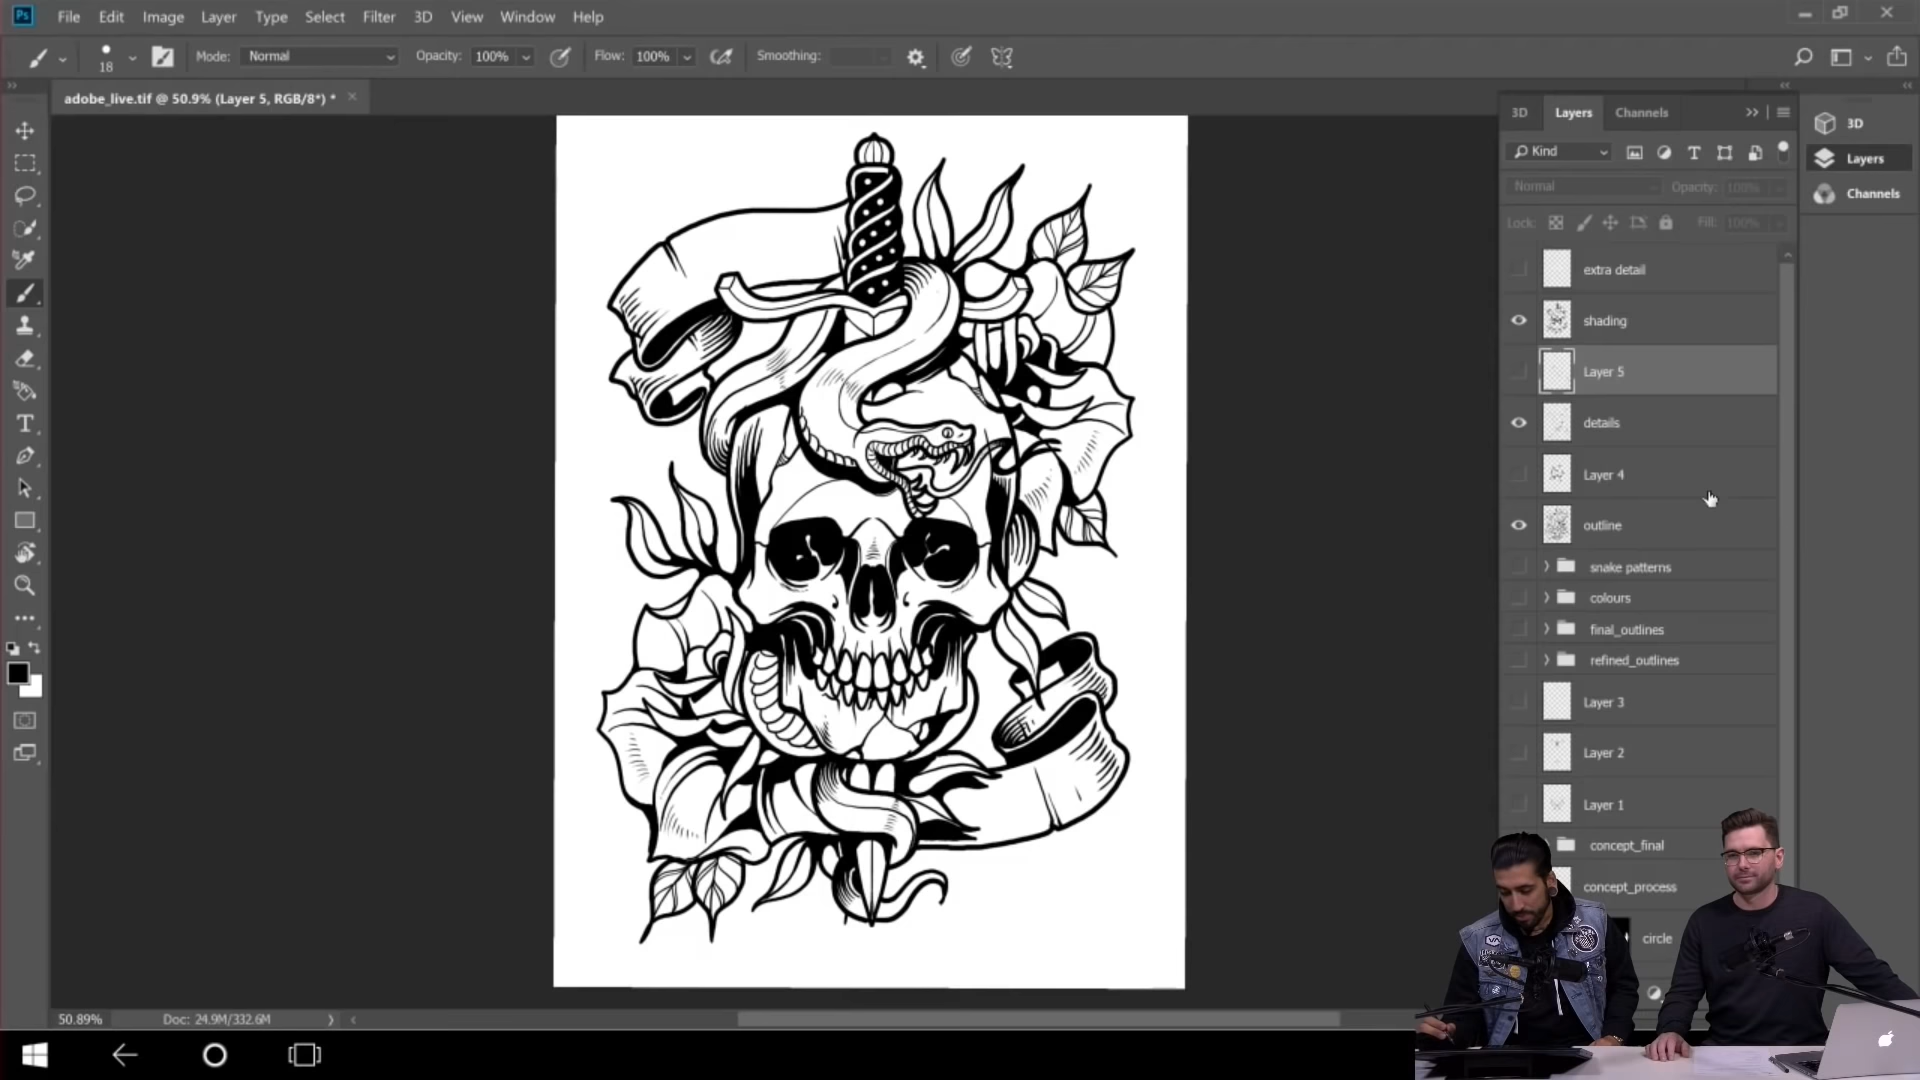 Ps File Edit Image Layer Type Select Filter 3D View Window Help
18 Mode: Normal Opacity: 100% Flow: 100% Smoothing:
adobe_live.tif @ 50.9% (Layer 5, RGB/8*) * ×
3D Layers Channels
Kind
Normal Opacity: 100%
Lock: Fill: 100%
extra detail
shading
Layer 5
details
Layer 4
outline
snake patterns
colours
final_outlines
refined_outlines
Layer 3
Layer 2
Layer 1
concept_final
concept_process
circle
3D
Layers
Channels
50.89% Doc: 24.9M/332.6M